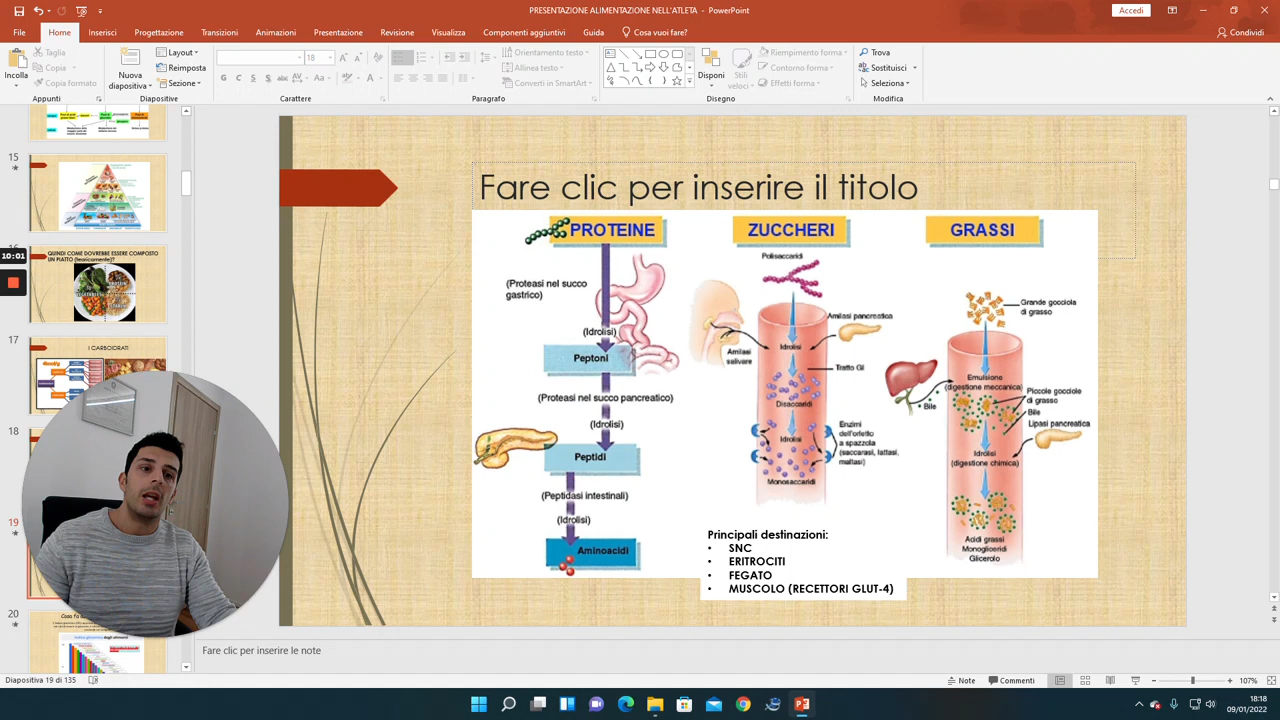 PRESENTAZIONE ALIMENTAZIONE NELL'ATLETA - PowerPoint
Accedi
File Home Inserisci Progettazione Transizioni Animazioni Presentazione Revisione Visualizza Componenti aggiuntivi Guida Cosa vuoi fare? Condividi
Incolla
Taglia
Copia
Copia formato
Appunti
Nuova
diapositiva
Layout
Reimposta
Sezione
Diapositive
18
G C S S abc AV Aa A
Carattere
Orientamento testo
Allinea testo
Converti in SmartArt
Paragrafo
Disponi
Stili
veloci
Riempimento forma
Contorno forma
Effetti forma
Disegno
Trova
Sostituisci
Seleziona
Modifica
15
16
QUINDI COME DOVREBBE ESSERE COMPOSTO
UN PIATTO (teoricamente)?
10:01
17
I CARBOIDRATI
18
19
20
Fare clic per inserire il titolo
PROTEINE
(Proteasi nel succo
gastrico)
(Idrolisi)
Peptoni
(Proteasi nel succo pancreatico)
(Idrolisi)
Peptidi
(Peptidasi intestinali)
(Idrolisi)
Aminoacidi
ZUCCHERI
Polisaccaridi
Amilasi pancreatica
Amilasi
salivare
Idrolisi
Tratto GI
Disaccaridi
Idrolisi
Enzimi
dell'orletto
a spazzola
(saccarasi, lattasi,
maltasi)
Monosaccaridi
GRASSI
Grande gocciola
di grasso
Emulsione
(digestione meccanica)
Bile
Piccole gocciole
di grasso
Bile
Lipasi pancreatica
Idrolisi
(digestione chimica)
Acidi grassi
Monogliceridi
Glicerolo
Principali destinazioni:
• SNC
• ERITROCITI
• FEGATO
• MUSCOLO (RECETTORI GLUT-4)
Fare clic per inserire le note
Diapositiva 19 di 135
Note
Commenti
107%
18:18
09/01/2022